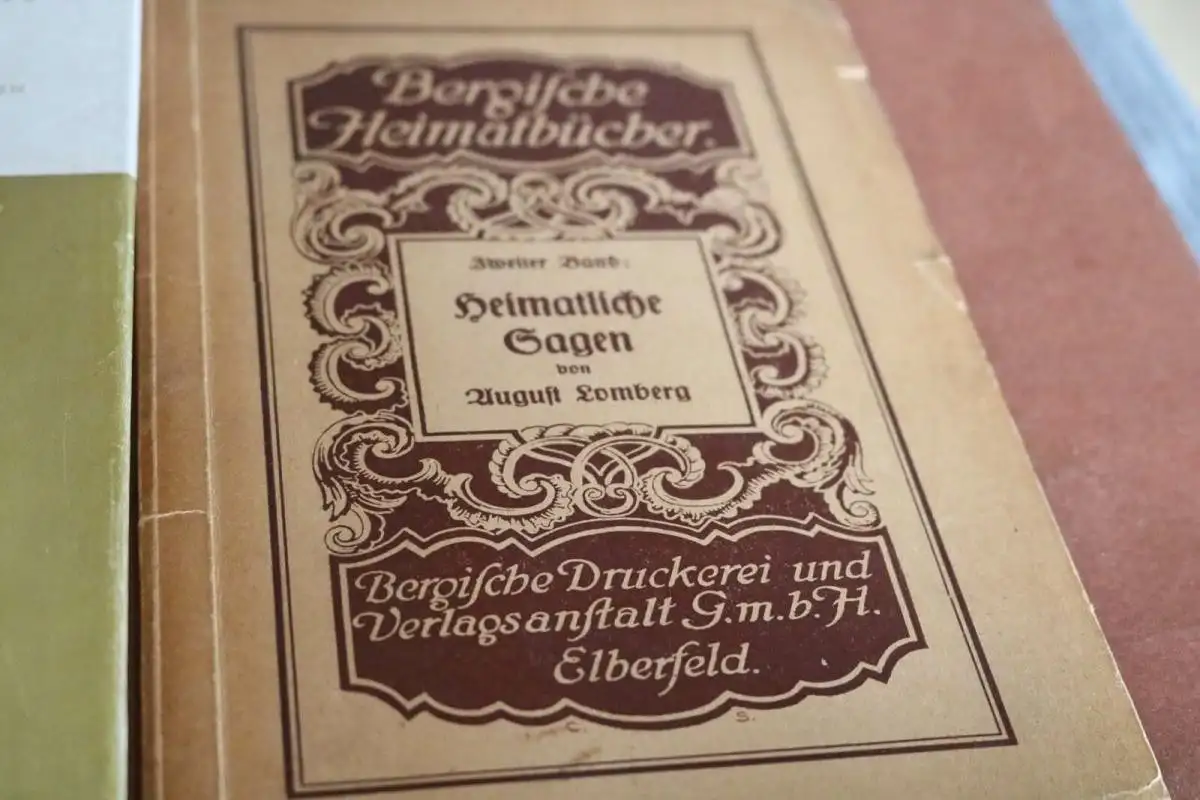 Bergiſche
Heimatbücher.
Zweiter Band:
Heimatliche
Sagen
von
Auguſt Lomberg
Bergiſche Druckerei und
Verlagsanſtalt G.m.b.H.
Elberfeld.
C. S.